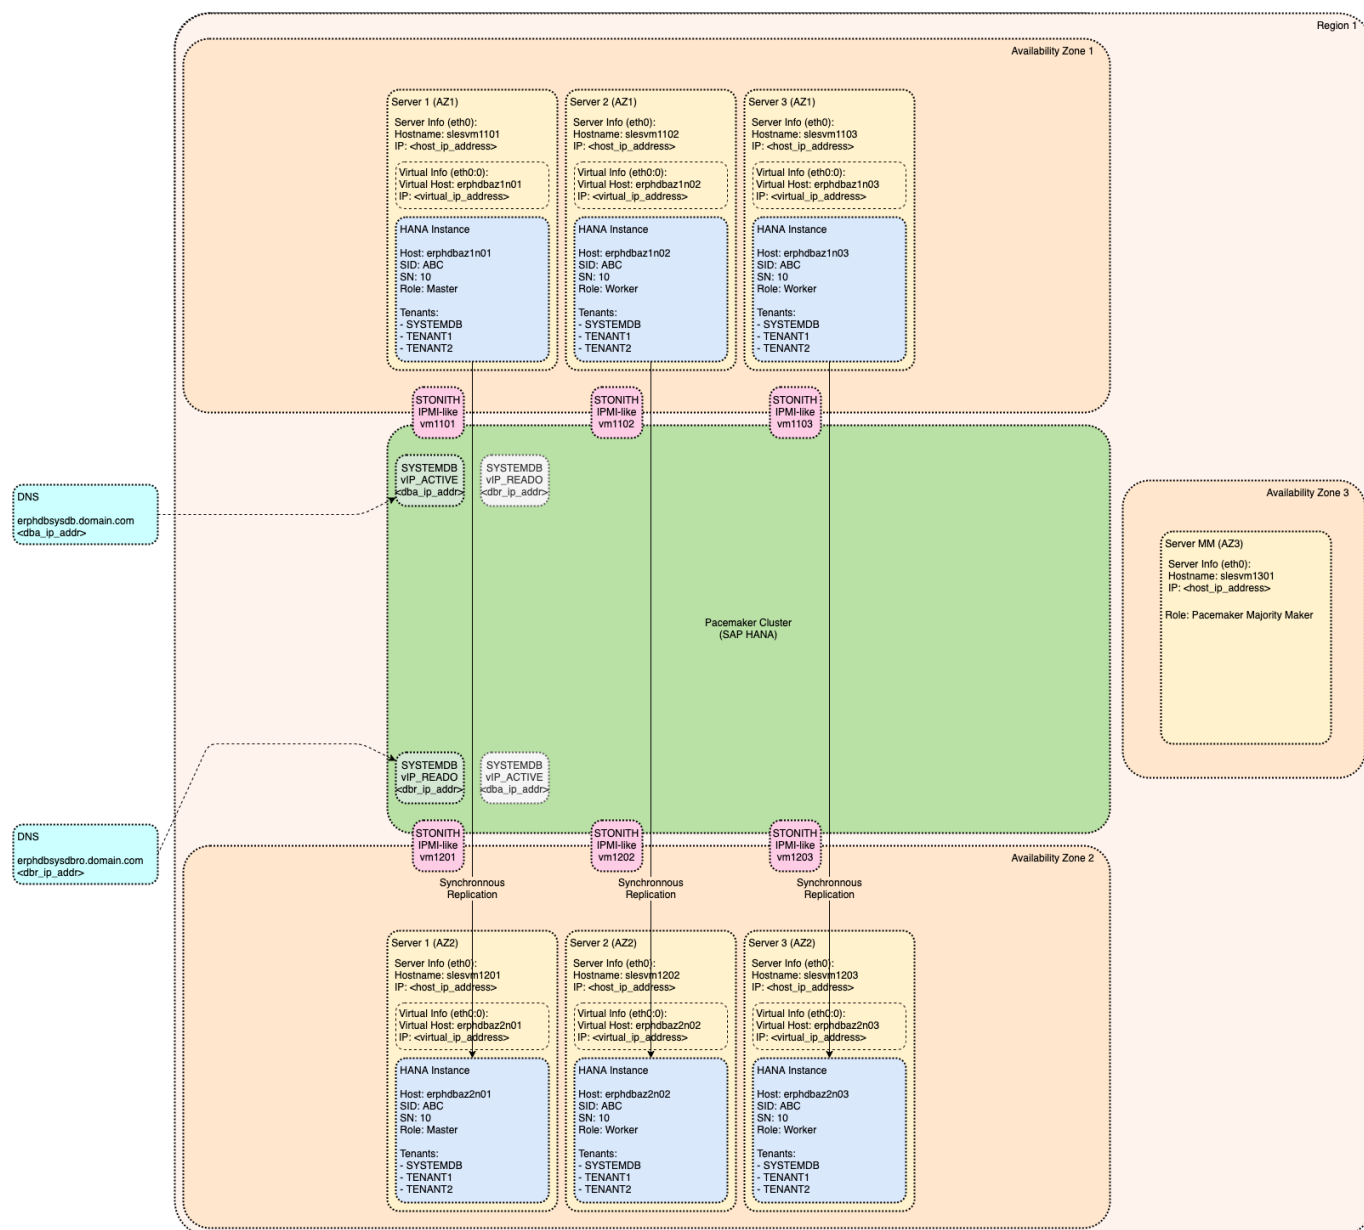 Region 1
Availability Zone 1
Server 1 (AZ1)
Server Info (eth0):
Hostname: slesvm1101
IP: <host_ip_address>
Virtual Info (eth0:0):
Virtual Host: erphdbaz1n01
IP: <virtual_ip_address>
HANA Instance
Host: erphdbaz1n01
SID: ABC
SN: 10
Role: Master
Tenants:
- SYSTEMDB
- TENANT1
- TENANT2
Server 2 (AZ1)
Server Info (eth0):
Hostname: slesvm1102
IP: <host_ip_address>
Virtual Info (eth0:0):
Virtual Host: erphdbaz1n02
IP: <virtual_ip_address>
HANA Instance
Host: erphdbaz1n02
SID: ABC
SN: 10
Role: Worker
Tenants:
- SYSTEMDB
- TENANT1
- TENANT2
Server 3 (AZ1)
Server Info (eth0):
Hostname: slesvm1103
IP: <host_ip_address>
Virtual Info (eth0:0):
Virtual Host: erphdbaz1n03
IP: <virtual_ip_address>
HANA Instance
Host: erphdbaz1n03
SID: ABC
SN: 10
Role: Worker
Tenants:
- SYSTEMDB
- TENANT1
- TENANT2
STONITH
IPMI-like
vm1101
STONITH
IPMI-like
vm1102
STONITH
IPMI-like
vm1103
SYSTEMDB
vIP_ACTIVE
<dba_ip_addr>
SYSTEMDB
vIP_READO
<dbr_ip_addr>
DNS
erphdbsysdb.domain.com
<dba_ip_addr>
Availability Zone 3
Server MM (AZ3)
Server Info (eth0):
Hostname: slesvm1301
IP: <host_ip_address>
Role: Pacemaker Majority Maker
Pacemaker Cluster
(SAP HANA)
SYSTEMDB
vIP_READO
<dbr_ip_addr>
SYSTEMDB
vIP_ACTIVE
<dba_ip_addr>
DNS
erphdbsysdbro.domain.com
<dbr_ip_addr>
STONITH
IPMI-like
vm1201
STONITH
IPMI-like
vm1202
STONITH
IPMI-like
vm1203
Availability Zone 2
Synchronnous
Replication
Synchronnous
Replication
Synchronnous
Replication
Server 1 (AZ2)
Server Info (eth0):
Hostname: slesvm1201
IP: <host_ip_address>
Virtual Info (eth0:0):
Virtual Host: erphdbaz2n01
IP: <virtual_ip_address>
HANA Instance
Host: erphdbaz2n01
SID: ABC
SN: 10
Role: Master
Tenants:
- SYSTEMDB
- TENANT1
- TENANT2
Server 2 (AZ2)
Server Info (eth0):
Hostname: slesvm1202
IP: <host_ip_address>
Virtual Info (eth0:0):
Virtual Host: erphdbaz2n02
IP: <virtual_ip_address>
HANA Instance
Host: erphdbaz2n02
SID: ABC
SN: 10
Role: Worker
Tenants:
- SYSTEMDB
- TENANT1
- TENANT2
Server 3 (AZ2)
Server Info (eth0):
Hostname: slesvm1203
IP: <host_ip_address>
Virtual Info (eth0:0):
Virtual Host: erphdbaz2n03
IP: <virtual_ip_address>
HANA Instance
Host: erphdbaz2n03
SID: ABC
SN: 10
Role: Worker
Tenants:
- SYSTEMDB
- TENANT1
- TENANT2